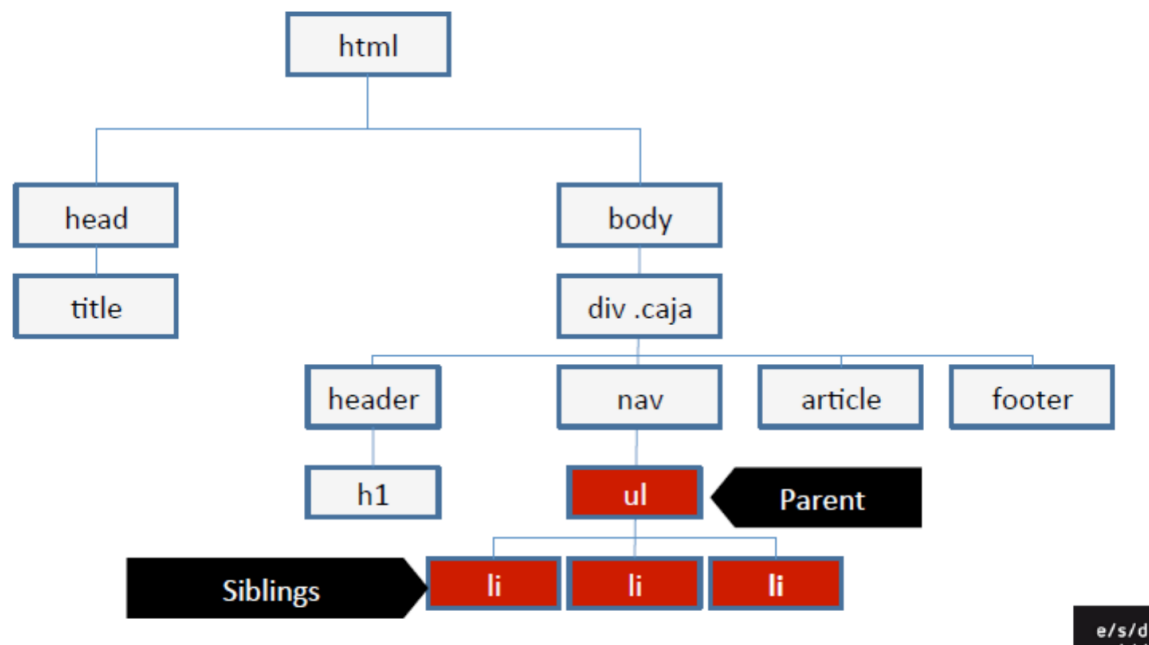 html
head
body
title
div .caja
header
nav
article
footer
h1
ul
Parent
Siblings
li
li
li
e/s/d